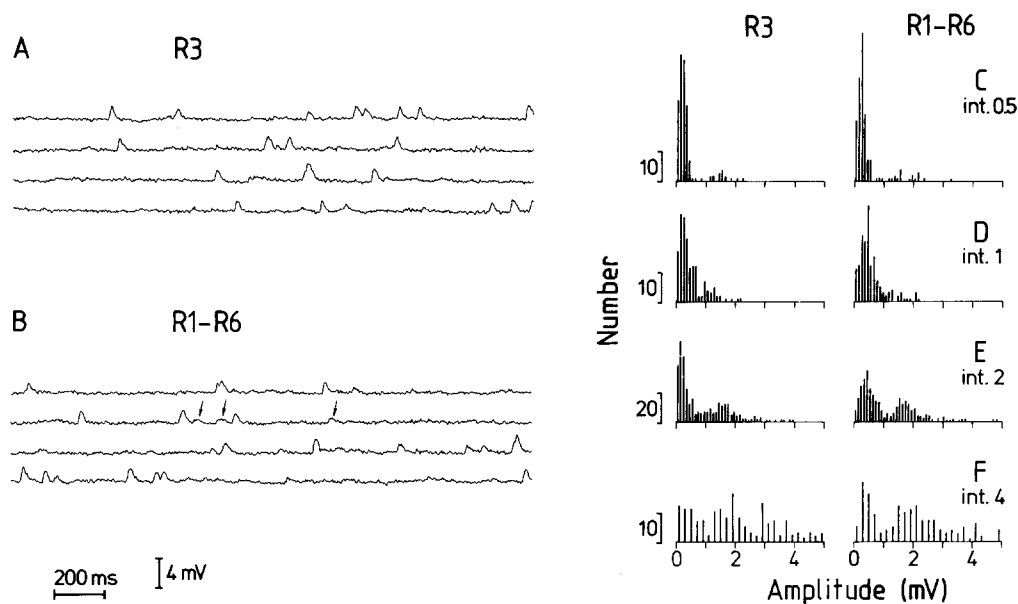 A
R3
B
R1-R6
200 ms
4 mV
R3
R1-R6
C
int. 0.5
10
D
int. 1
10
Number
E
int. 2
20
F
int. 4
10
0 2 4
0 2 4
Amplitude (mV)